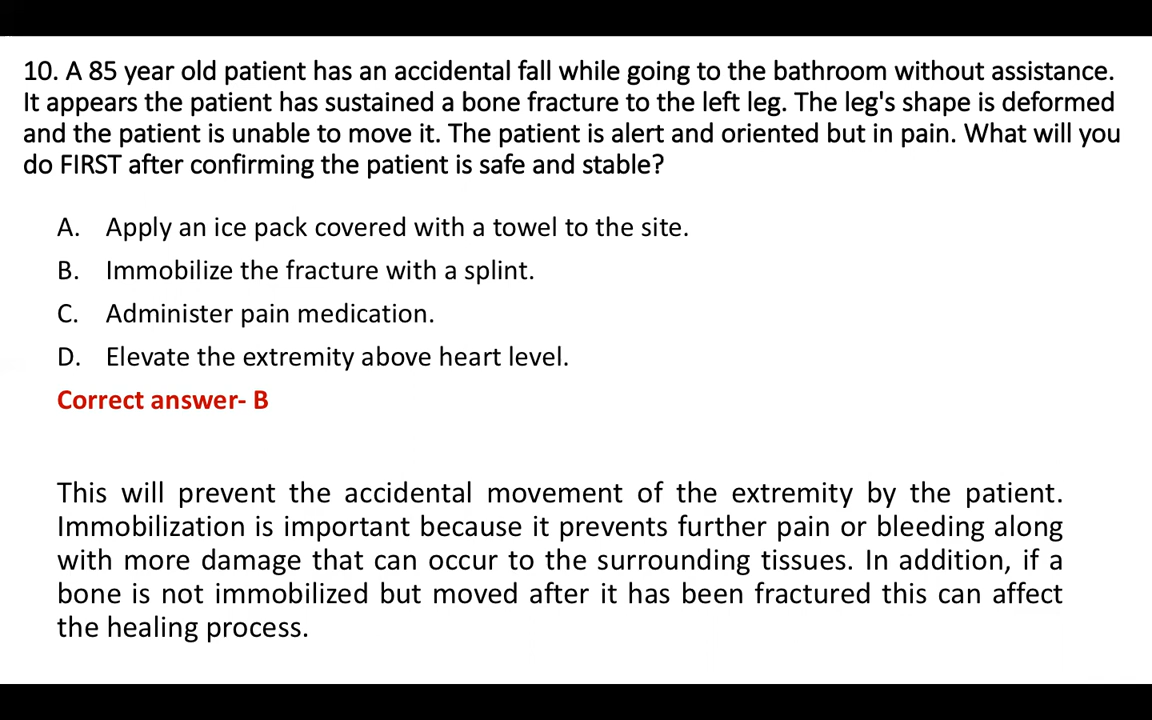 10. A 85 year old patient has an accidental fall while going to the bathroom without assistance.
It appears the patient has sustained a bone fracture to the left leg. The leg's shape is deformed
and the patient is unable to move it. The patient is alert and oriented but in pain. What will you
do FIRST after confirming the patient is safe and stable?
A. Apply an ice pack covered with a towel to the site.
B. Immobilize the fracture with a splint.
C. Administer pain medication.
D. Elevate the extremity above heart level.
Correct answer- B
This will prevent the accidental movement of the extremity by the patient.
Immobilization is important because it prevents further pain or bleeding along
with more damage that can occur to the surrounding tissues. In addition, if a
bone is not immobilized but moved after it has been fractured this can affect
the healing process.